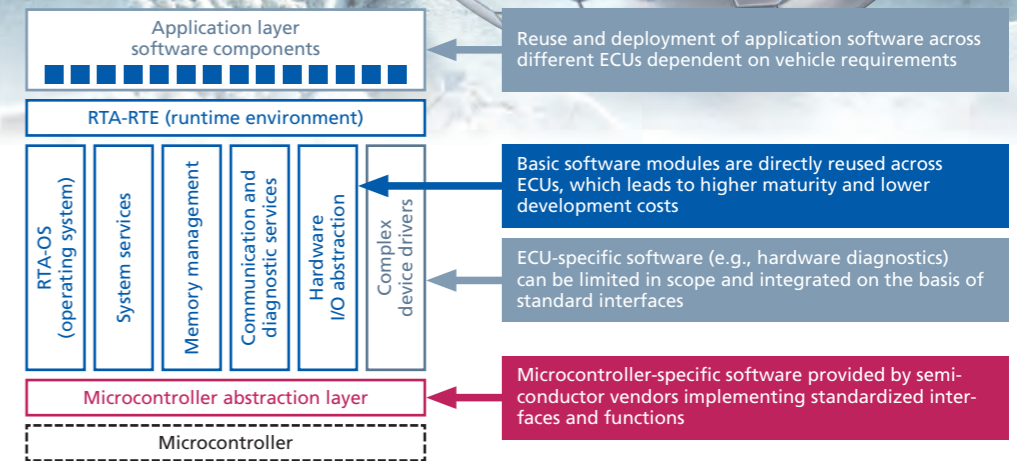 Application layer
software components
Reuse and deployment of application software across
different ECUs dependent on vehicle requirements
RTA-RTE (runtime environment)
RTA-OS
(operating system)
System services
Memory management
Communication and
diagnostic services
Hardware
I/O abstraction
Complex
device drivers
Basic software modules are directly reused across
ECUs, which leads to higher maturity and lower
development costs
ECU-specific software (e.g., hardware diagnostics)
can be limited in scope and integrated on the basis of
standard interfaces
Microcontroller abstraction layer
Microcontroller-specific software provided by semi-
conductor vendors implementing standardized inter-
faces and functions
Microcontroller